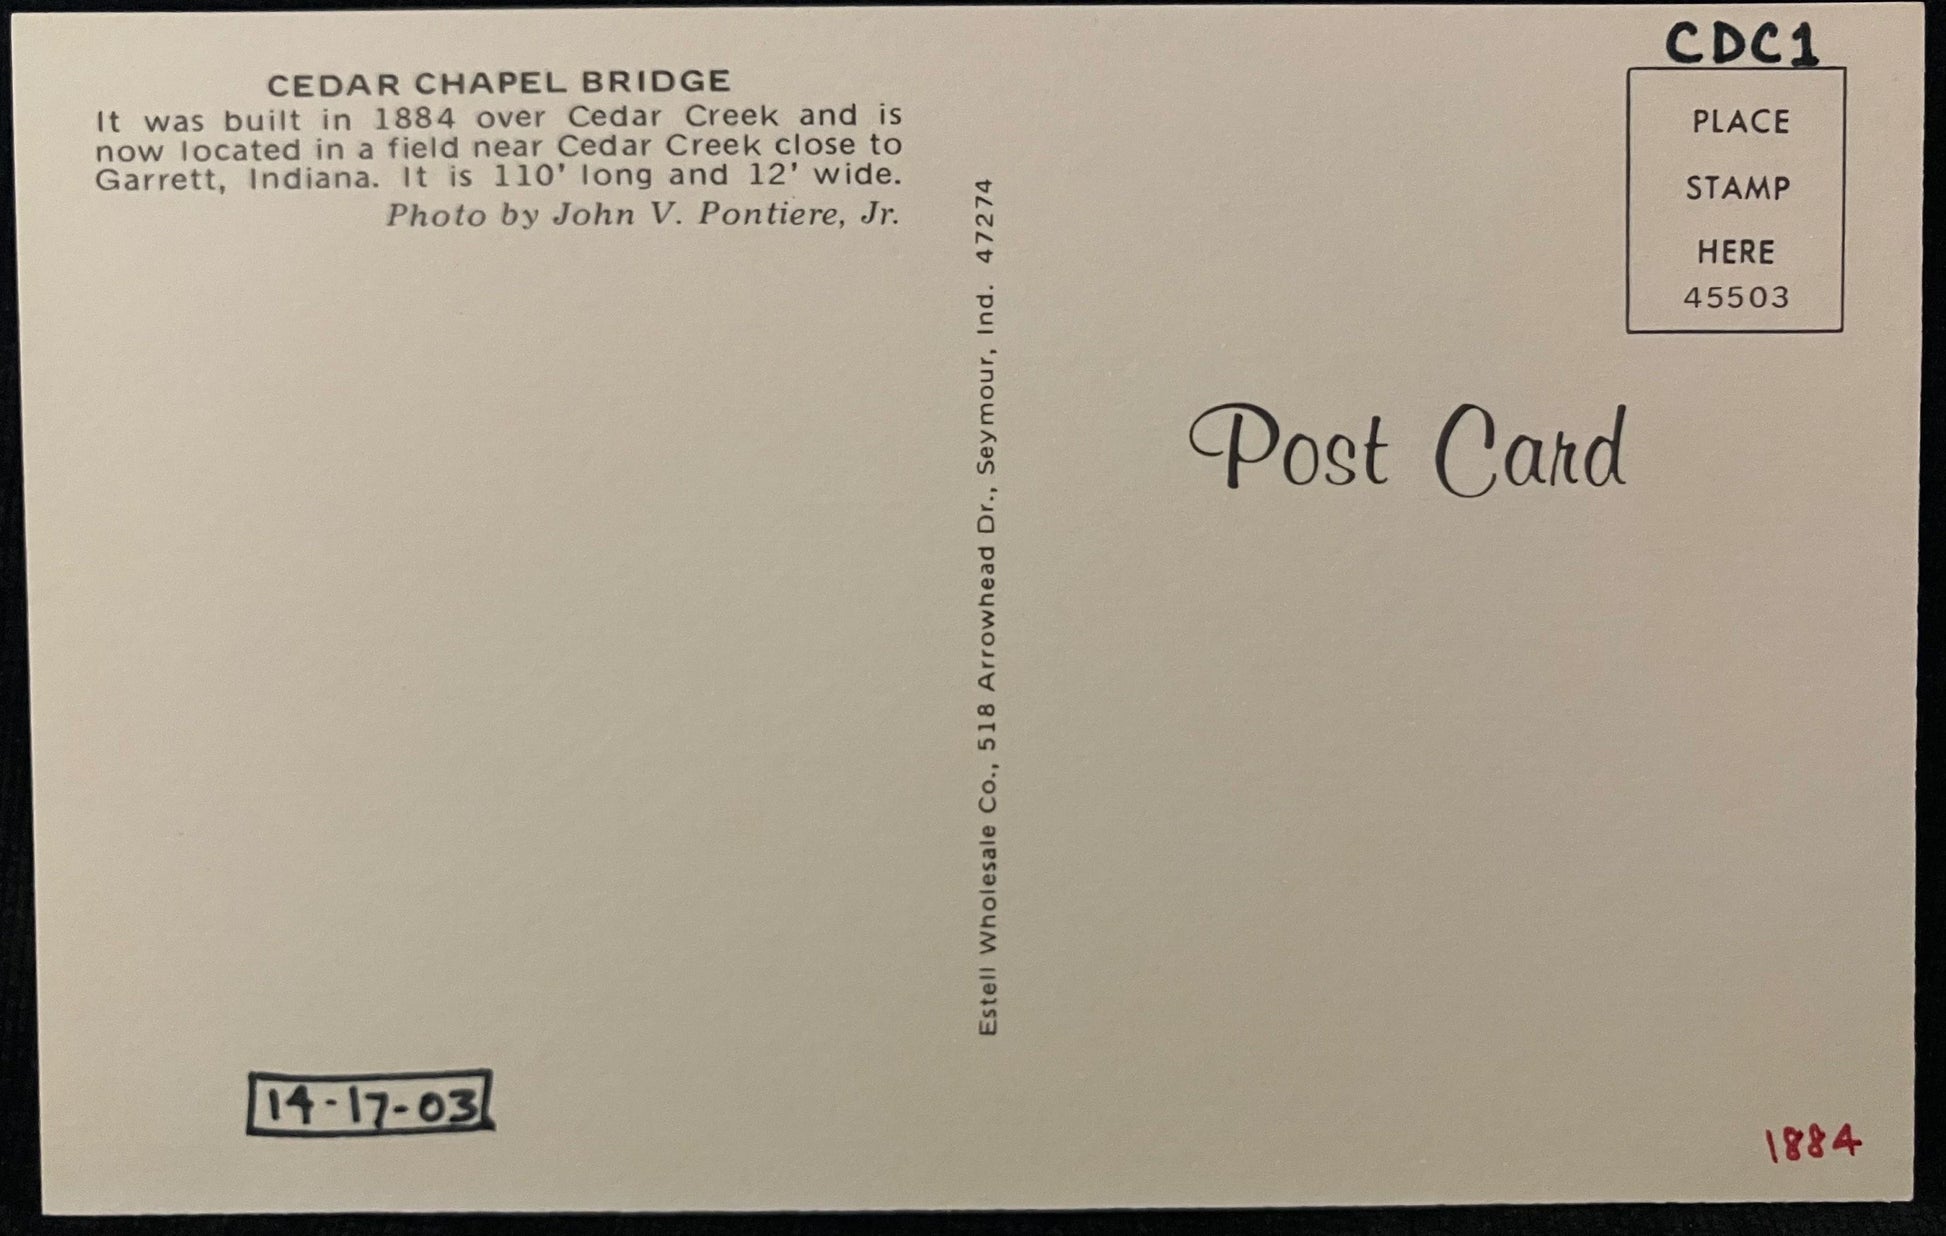 CEDAR CHAPEL BRIDGE
It was built in 1884 over Cedar Creek and is
now located in a field near Cedar Creek close to
Garrett, Indiana. It is 110' long and 12' wide.
Photo by John V. Pontiere, Jr.
14-17-03
Estell Wholesale Co., 518 Arrowhead Dr., Seymour, Ind. 47274
CDC1
PLACE
STAMP
HERE
45503
Post Card
1884